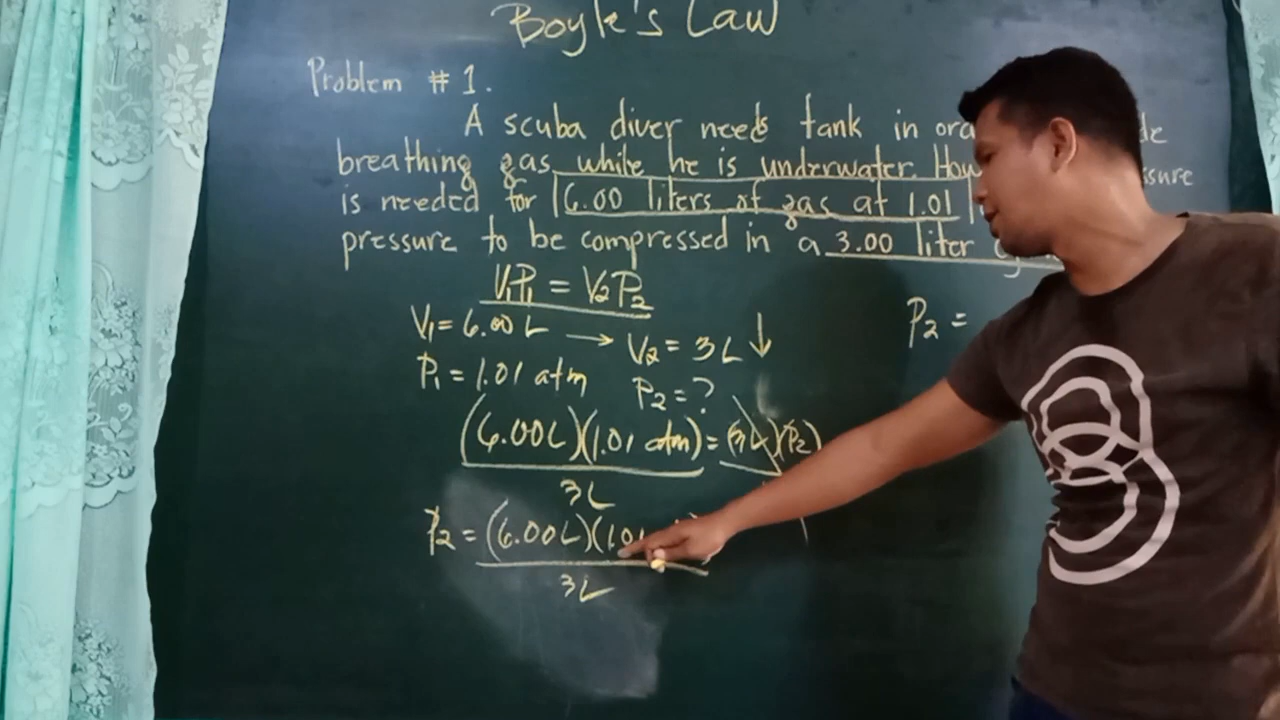 Boyle's Law
Problem # 1.
A scuba diver needs tank in
breathing gas while he is underwater.
is needed for 6.00 liters of gas at 1.01
pressure to be compressed in a 3.00 liter
V1P1 = V2P2
V1 = 6.00 L → V2 = 3L ↓
P1 = 1.01 atm P2 = ?
P2 =
(6.00L)(1.01 atm) = (3L)(P2)
3L
P2 = (6.00L)(1.01
3L